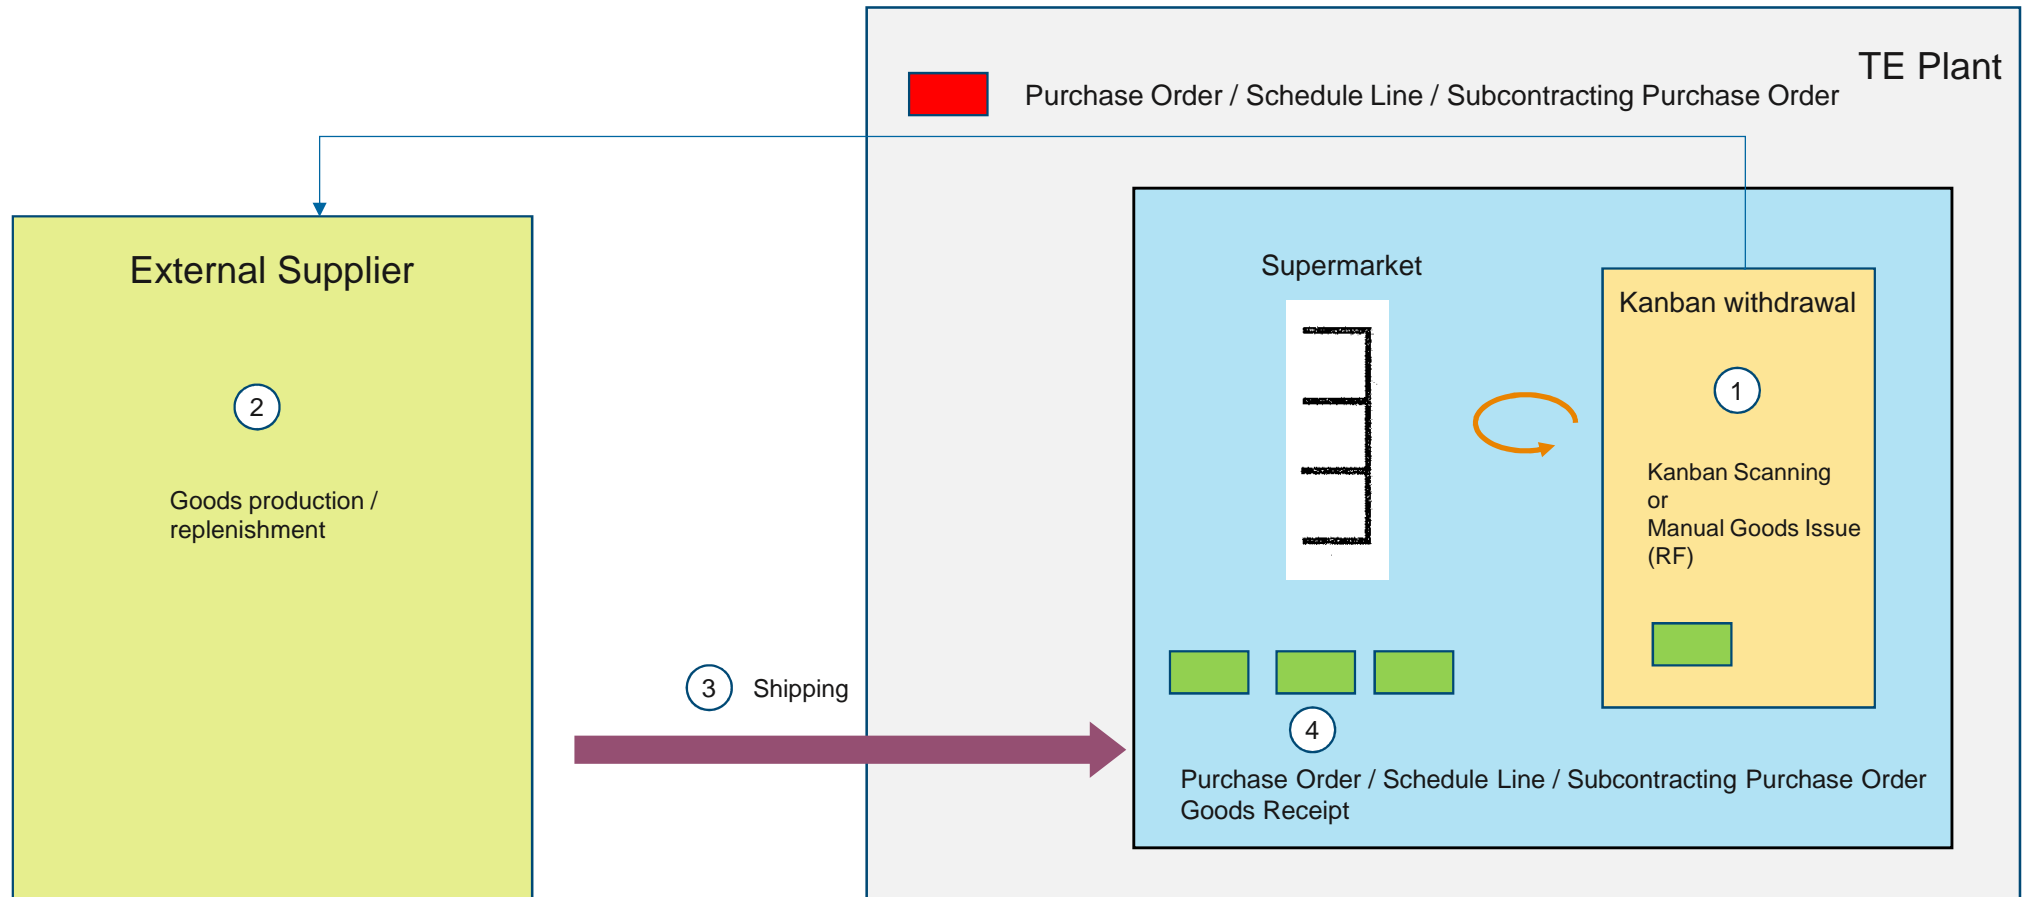 TE Plant
Purchase Order / Schedule Line / Subcontracting Purchase Order
External Supplier
2
Goods production /
replenishment
3 Shipping
Supermarket
Kanban withdrawal
1
Kanban Scanning
or
Manual Goods Issue
(RF)
4
Purchase Order / Schedule Line / Subcontracting Purchase Order
Goods Receipt